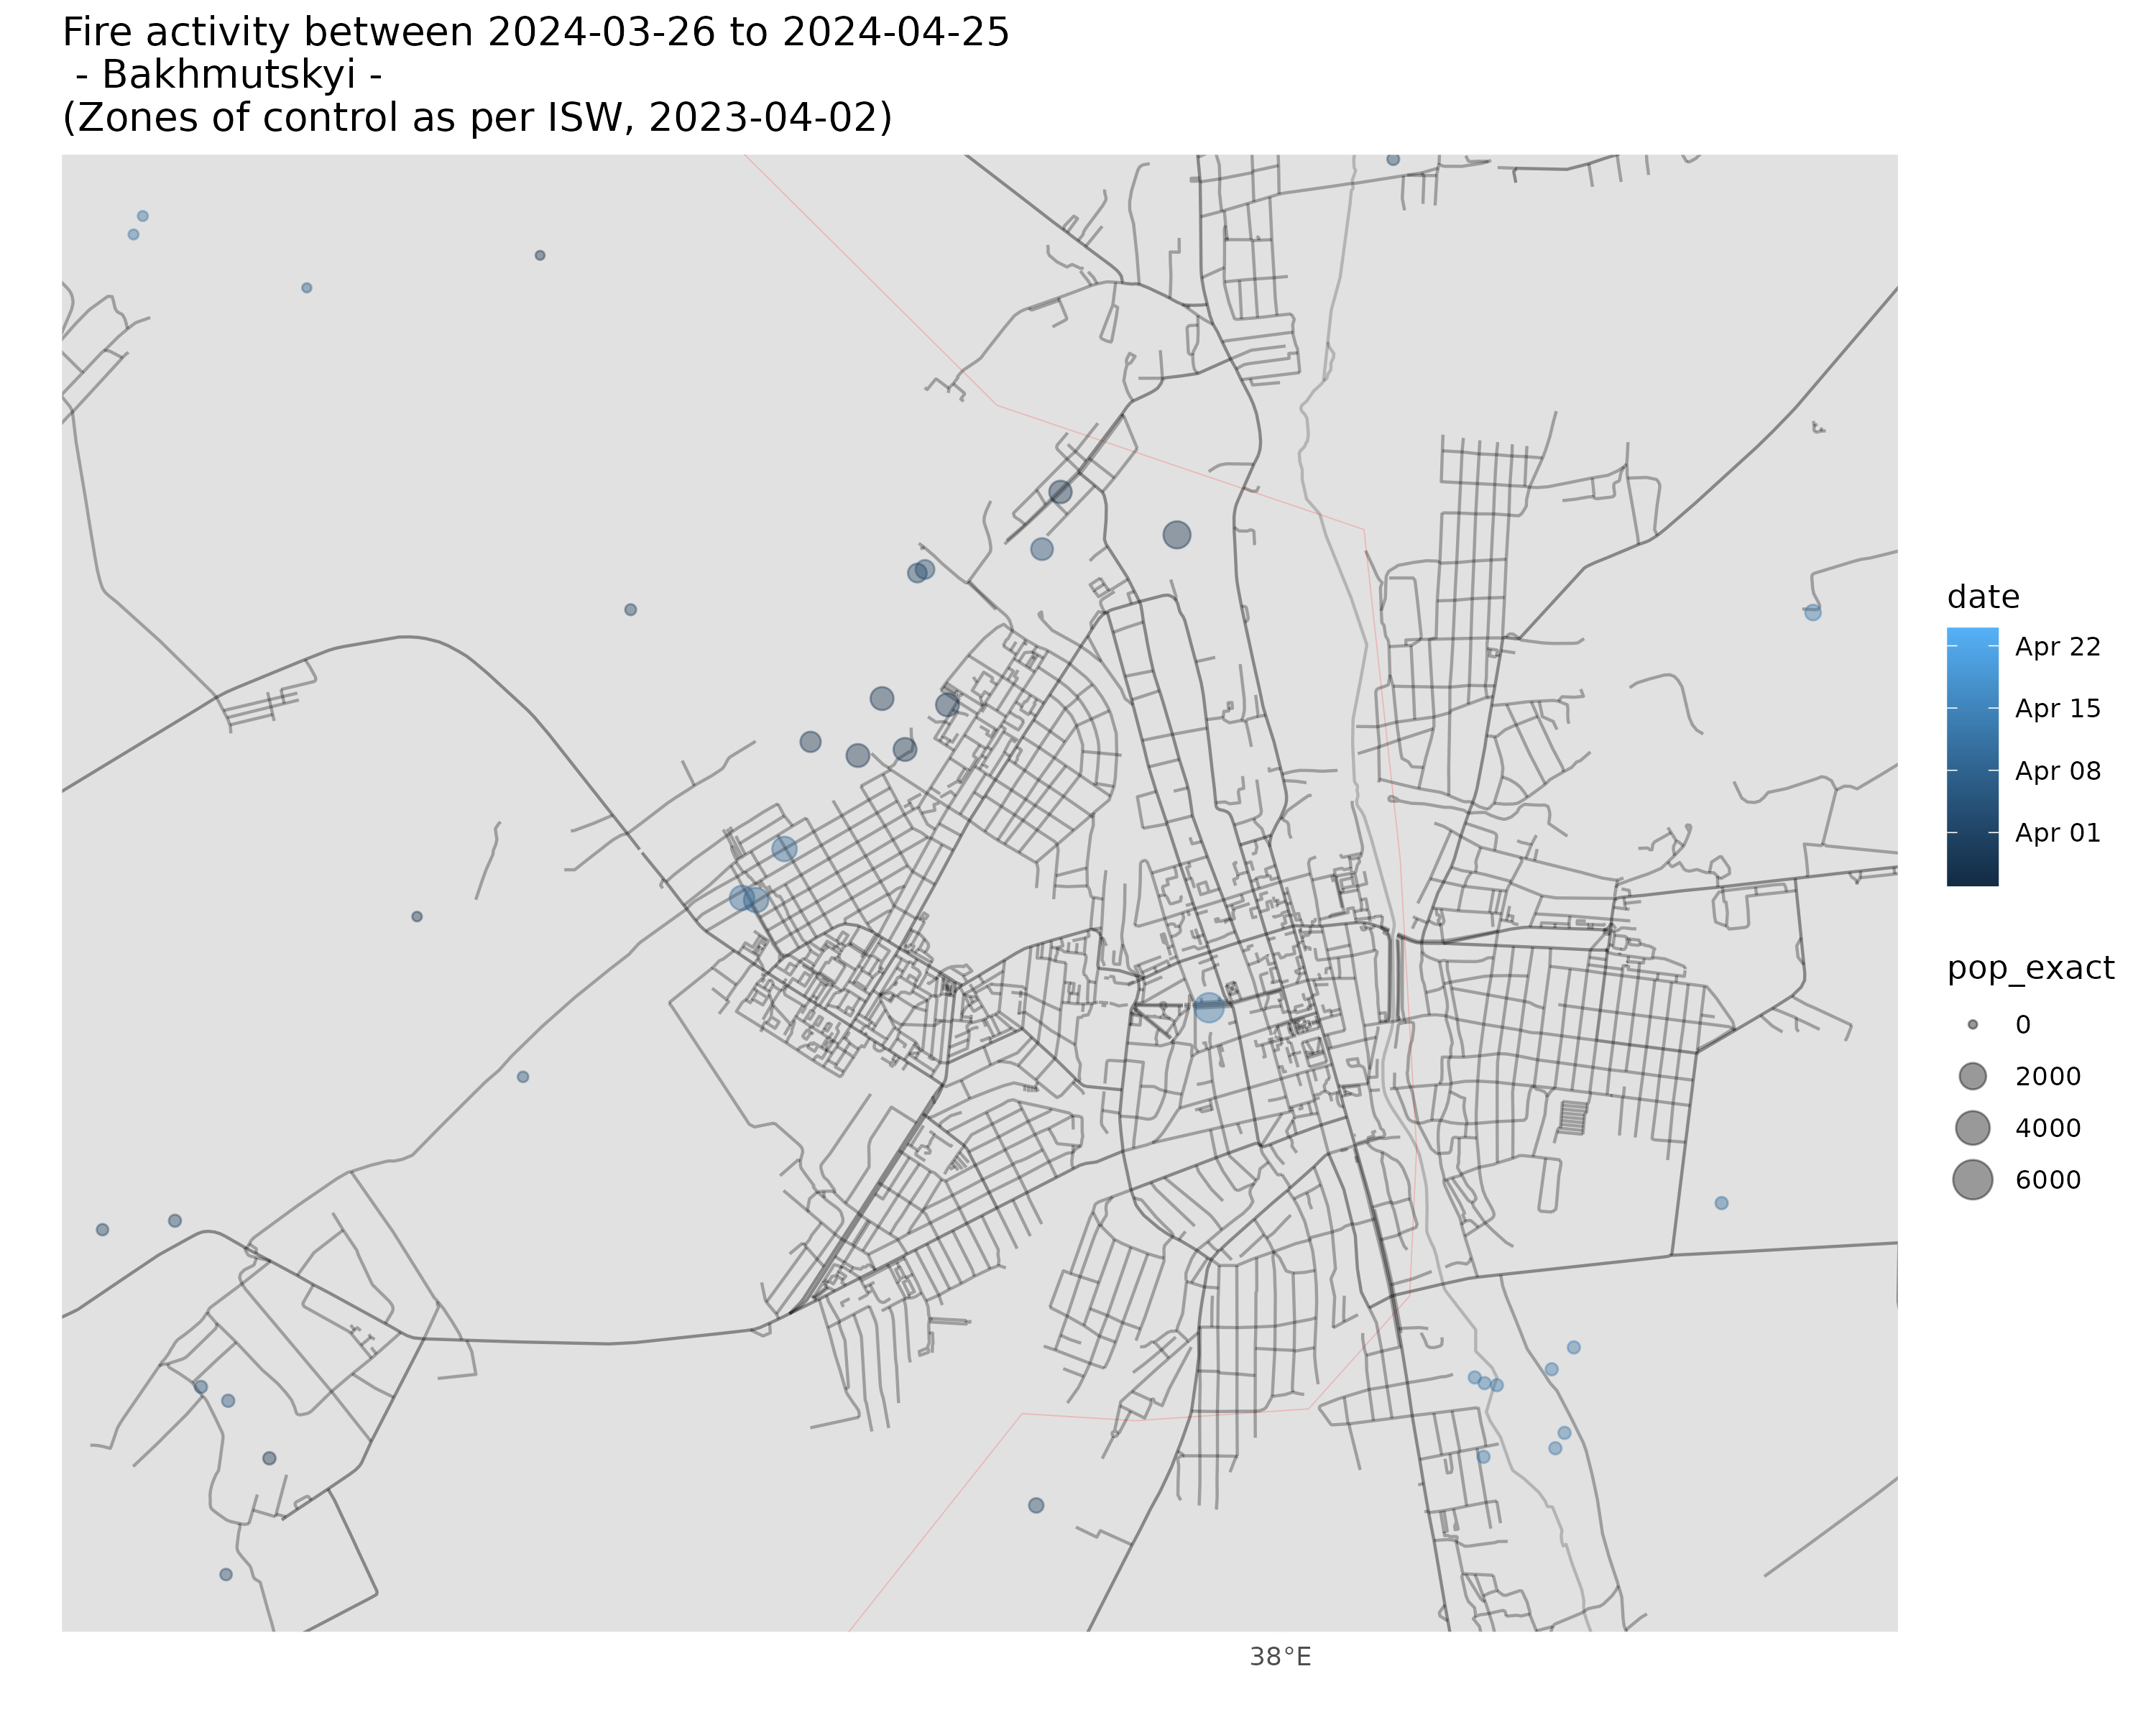 Fire activity between 2024-03-26 to 2024-04-25
- Bakhmutskyi -
(Zones of control as per ISW, 2023-04-02)
date
Apr 22
Apr 15
Apr 08
Apr 01
pop_exact
0
2000
4000
6000
38°E